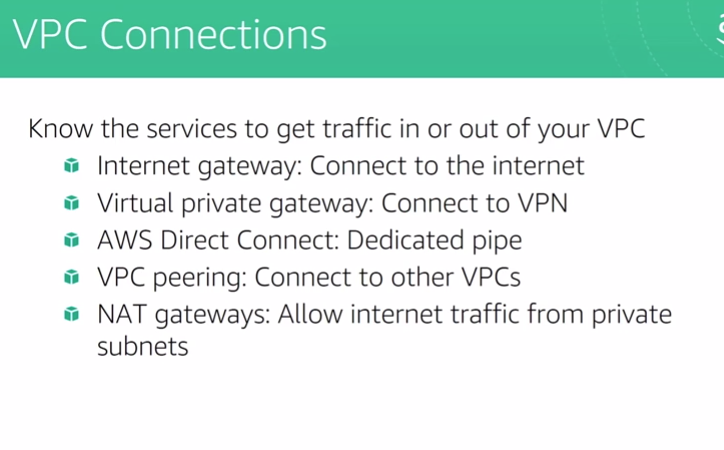 VPC Connections
Know the services to get traffic in or out of your VPC
Internet gateway: Connect to the internet
Virtual private gateway: Connect to VPN
AWS Direct Connect: Dedicated pipe
VPC peering: Connect to other VPCs
NAT gateways: Allow internet traffic from private
subnets